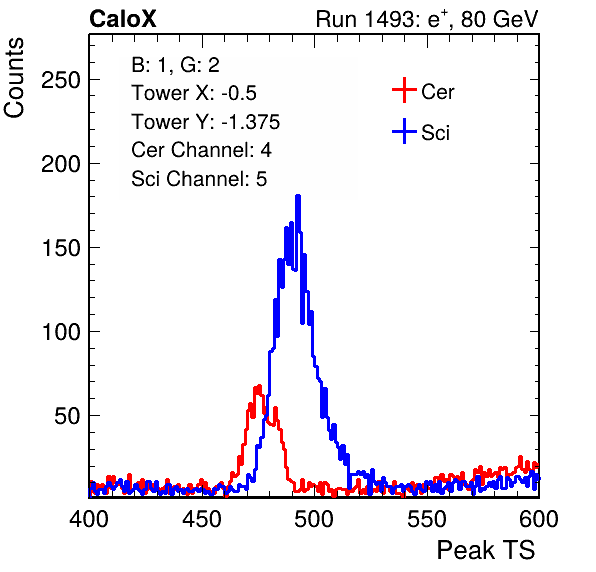 CaloX Run 1493: e⁺, 80 GeV
B: 1, G: 2
Tower X: -0.5
Tower Y: -1.375
Cer Channel: 4
Sci Channel: 5
Cer
Sci
Counts
250
200
150
100
50
400 450 500 550 600
Peak TS